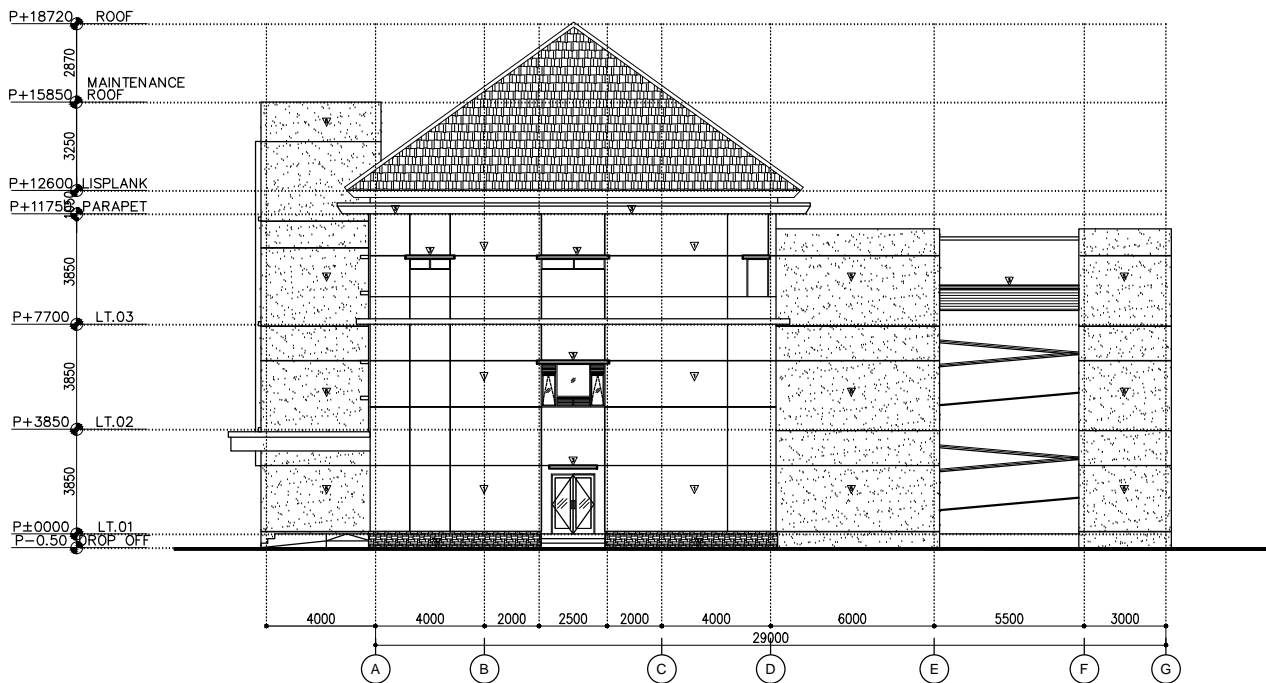 P+18720 ROOF
2870
MAINTENANCE
P+15850 ROOF
3250
P+12600 LISPLANK
P+11750 PARAPET
3850
P+7700 LT.03
3850
P+3850 LT.02
3850
P±0000 LT.01
P-0.50 DROP OFF
4000 4000 2000 2500 2000 4000 6000 5500 3000
29000
A B C D E F G